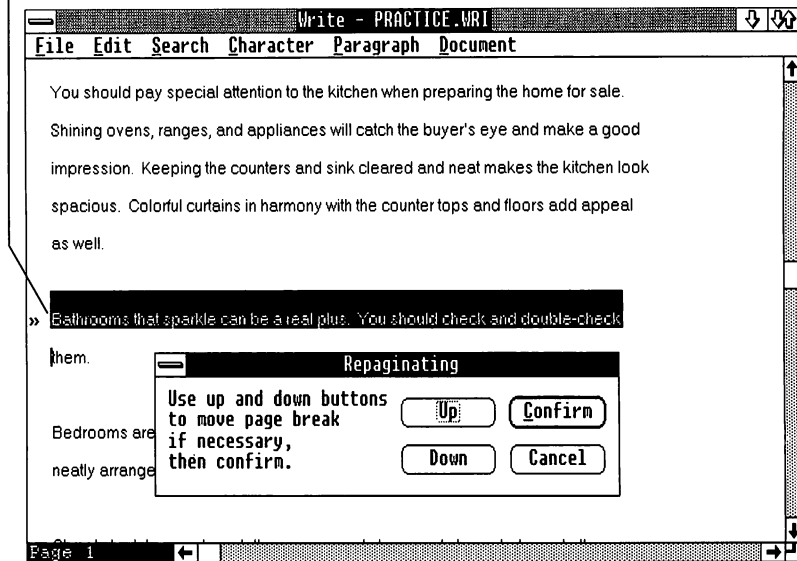 Write - PRACTICE.WRI
File Edit Search Character Paragraph Document
You should pay special attention to the kitchen when preparing the home for sale.
Shining ovens, ranges, and appliances will catch the buyer's eye and make a good
impression. Keeping the counters and sink cleared and neat makes the kitchen look
spacious. Colorful curtains in harmony with the counter tops and floors add appeal
as well.
» Bathrooms that sparkle can be a real plus. You should check and double-check
them.
Repaginating
Use up and down buttons
to move page break
if necessary,
then confirm.
Up Confirm
Down Cancel
Bedrooms are
neatly arrange
Page 1